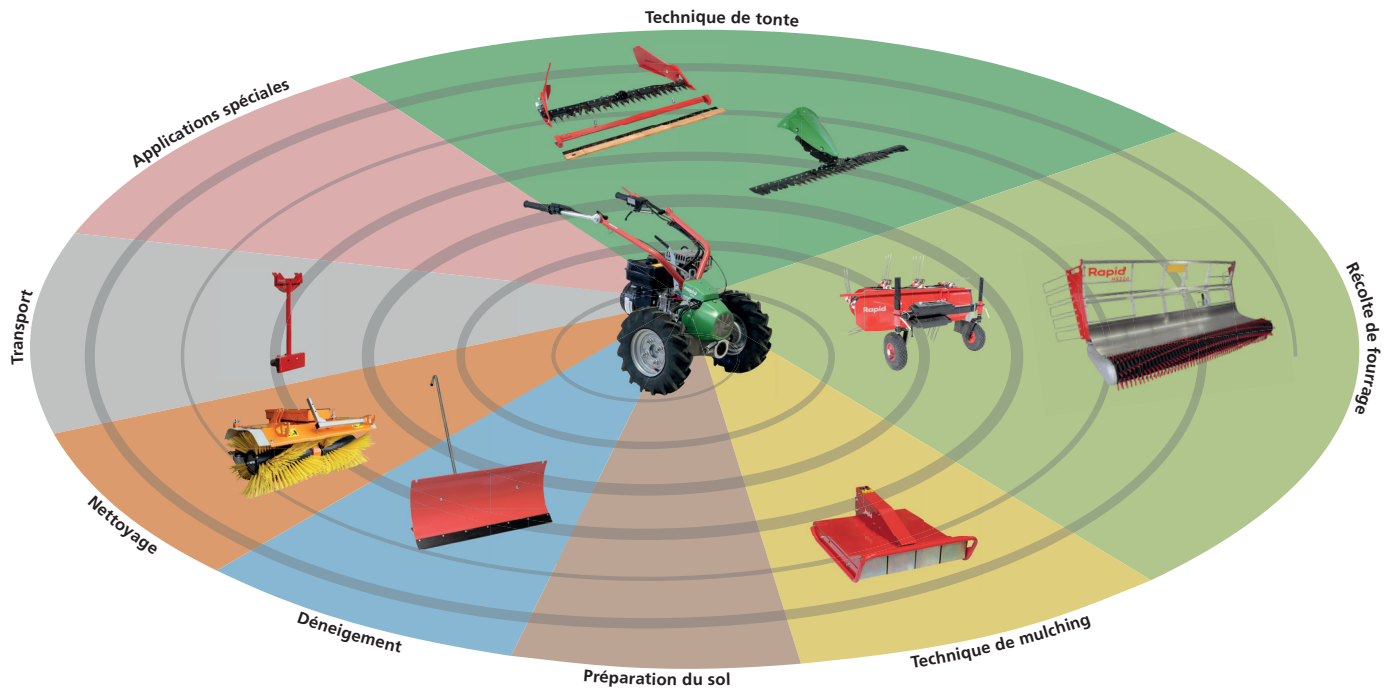 Technique de tonte
Applications spéciales
Transport
Nettoyage
Déneigement
Préparation du sol
Technique de mulching
Récolte de fourrage
Rapid
Rapid